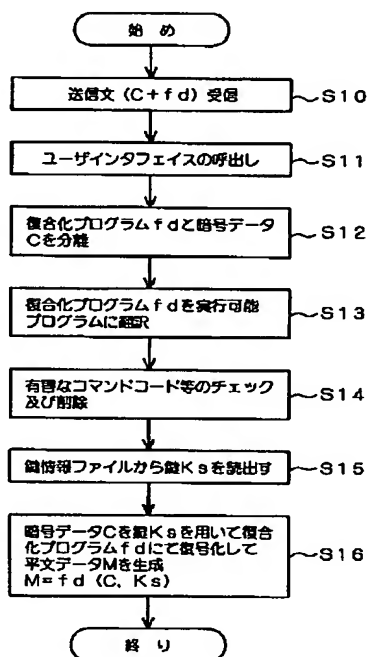 始 め
送信文（C＋fd）受信
～S10
ユーザインタフェイスの呼出し
～S11
復合化プログラムfdと暗号データ
Cを分離
～S12
復合化プログラムfdを実行可能
プログラムに翻訳
～S13
有害なコマンドコード等のチェック
及び削除
～S14
鍵情報ファイルから鍵Ksを読出す
～S15
暗号データCを鍵Ksを用いて復合
化プログラムfdにて復号化して
平文データMを生成
M＝fd（C，Ks）
～S16
終 り